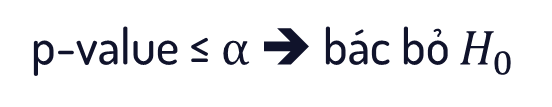 p-value ≤ α 🡺 bác bỏ H₀